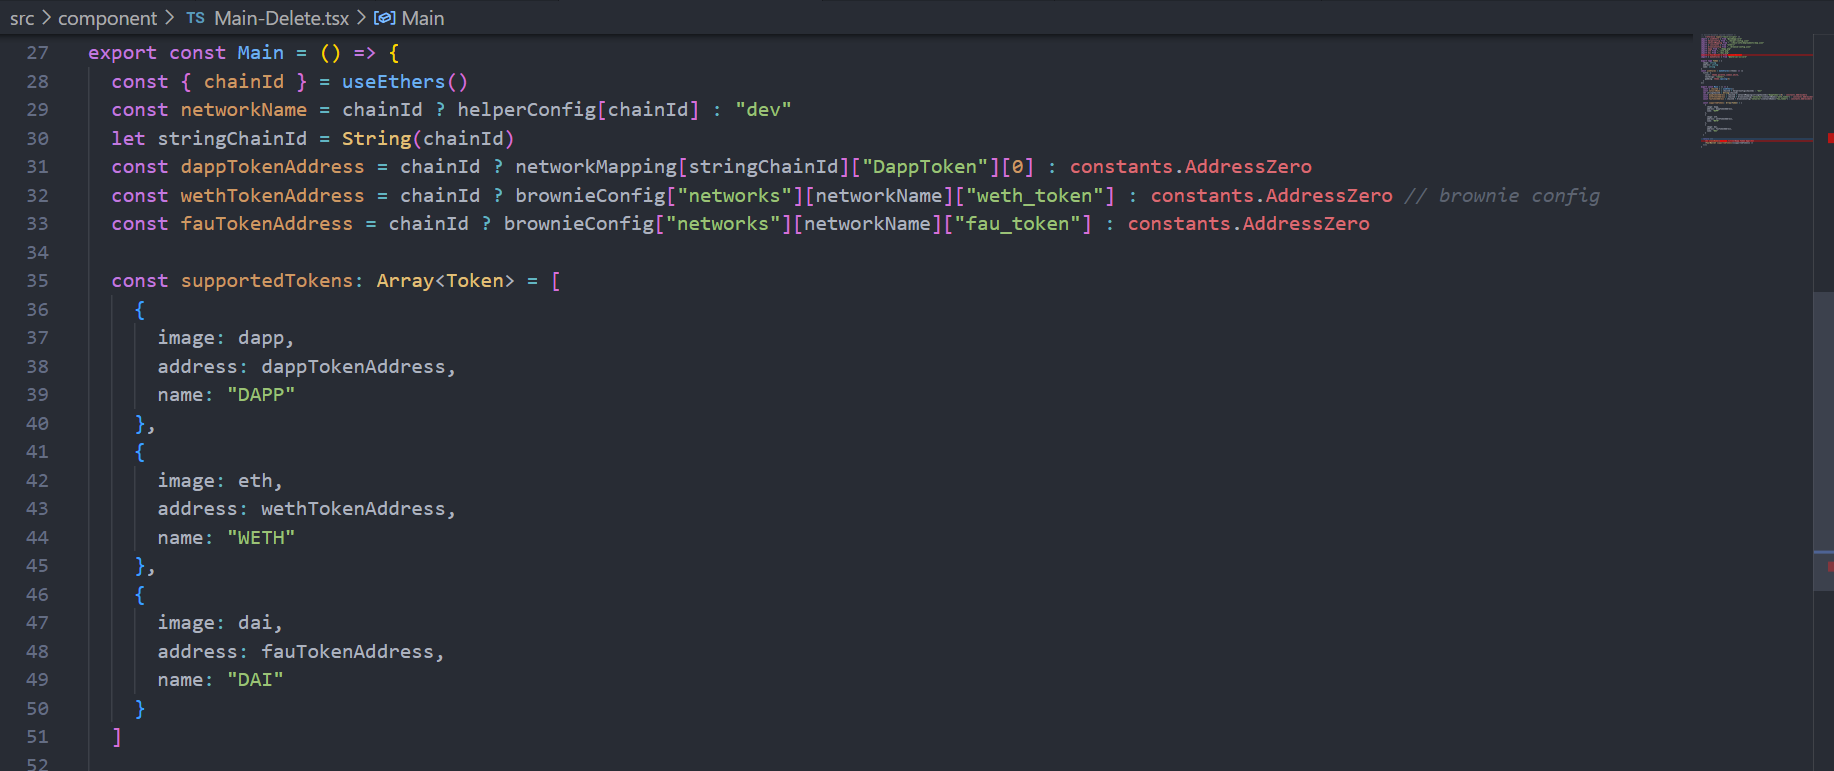 src > component > TS Main-Delete.tsx > Main
27 export const Main = () => {
28 const { chainId } = useEthers()
29 const networkName = chainId ? helperConfig[chainId] : "dev"
30 let stringChainId = String(chainId)
31 const dappTokenAddress = chainId ? networkMapping[stringChainId]["DappToken"][0] : constants.AddressZero
32 const wethTokenAddress = chainId ? brownieConfig["networks"][networkName]["weth_token"] : constants.AddressZero // brownie config
33 const fauTokenAddress = chainId ? brownieConfig["networks"][networkName]["fau_token"] : constants.AddressZero
34
35 const supportedTokens: Array<Token> = [
36 {
37 image: dapp,
38 address: dappTokenAddress,
39 name: "DAPP"
40 },
41 {
42 image: eth,
43 address: wethTokenAddress,
44 name: "WETH"
45 },
46 {
47 image: dai,
48 address: fauTokenAddress,
49 name: "DAI"
50 }
51 ]
52